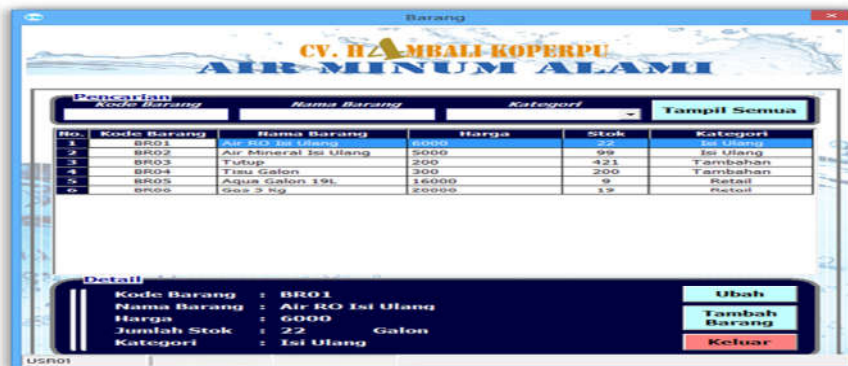 Barang
CV. HAMBALI KOPERPU
AIR MINUM ALAMI
Pencarian
Kode Barang Nama Barang Kategori
Tampil Semua
No. Kode Barang Nama Barang Harga Stok Kategori
1 BR01 Air RO Isi Ulang 6000 22 Isi Ulang
2 BR02 Air Mineral Isi Ulang 5000 99 Isi Ulang
3 BR03 Tutup 200 421 Tambahan
4 BR04 Tisu Galon 300 200 Tambahan
5 BR05 Aqua Galon 19L 16000 9 Retail
6 BR06 Gas 3 Kg 20000 19 Retail
Detail
Kode Barang : BR01
Nama Barang : Air RO Isi Ulang
Harga : 6000
Jumlah Stok : 22 Galon
Kategori : Isi Ulang
Ubah
Tambah
Barang
Keluar
USR01